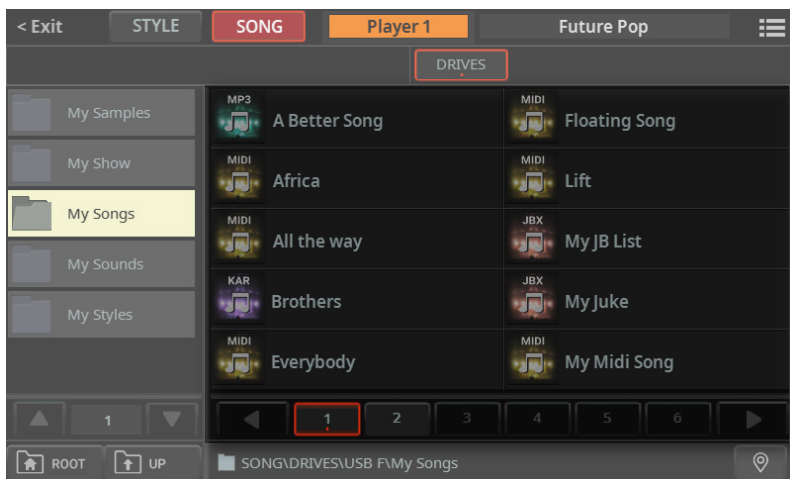 < Exit STYLE SONG Player 1 Future Pop
DRIVES
My Samples
My Show
My Songs
My Sounds
My Styles
MP3 A Better Song
MIDI Africa
MIDI All the way
KAR Brothers
MIDI Everybody
MIDI Floating Song
MIDI Lift
JBX My JB List
JBX My Juke
MIDI My Midi Song
1
1 2 3 4 5 6
ROOT UP SONG\DRIVES\USB F\My Songs